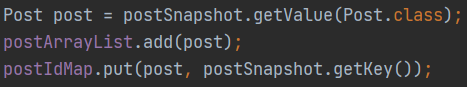 Post post = postSnapshot.getValue(Post.class);
postArrayList.add(post);
postIdMap.put(post, postSnapshot.getKey());